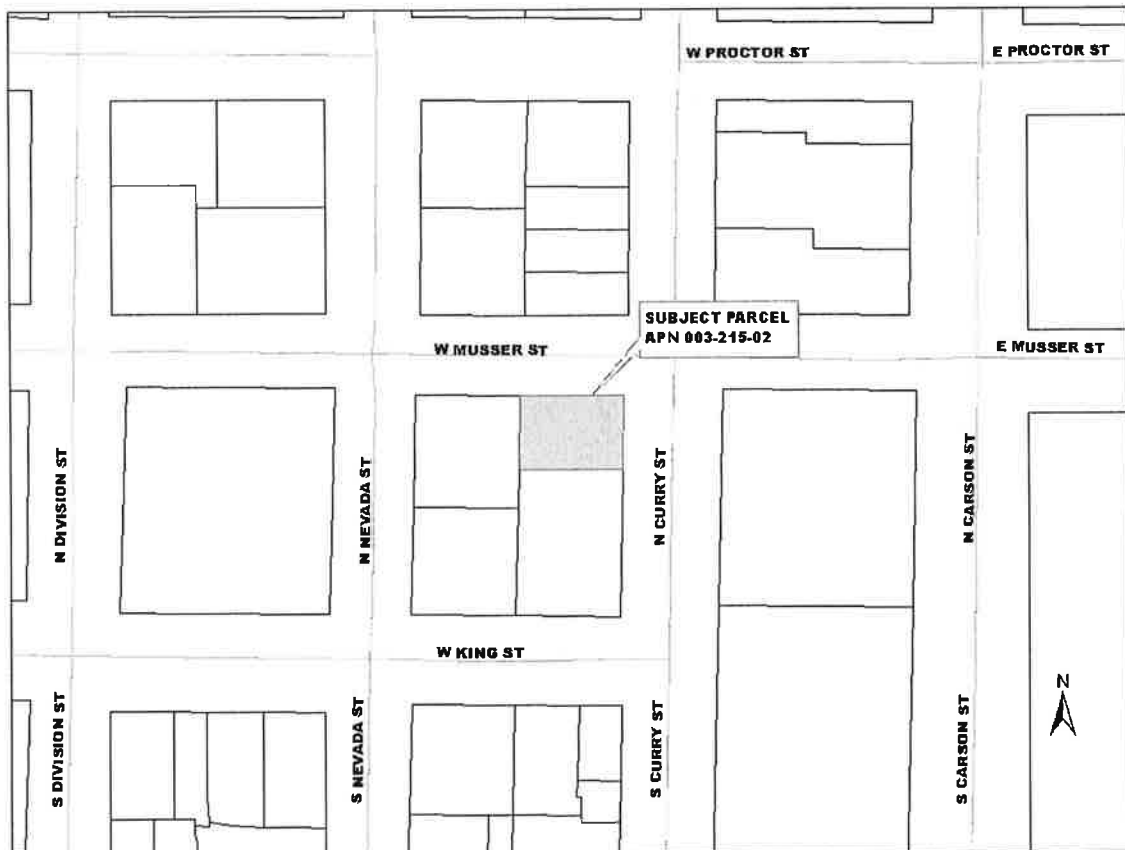 W PROCTOR ST
E PROCTOR ST
SUBJECT PARCEL
APN 003-215-02
W MUSSER ST
E MUSSER ST
N DIVISION ST
N NEVADA ST
N CURRY ST
N CARSON ST
W KING ST
N
S DIVISION ST
S NEVADA ST
S CURRY ST
S CARSON ST